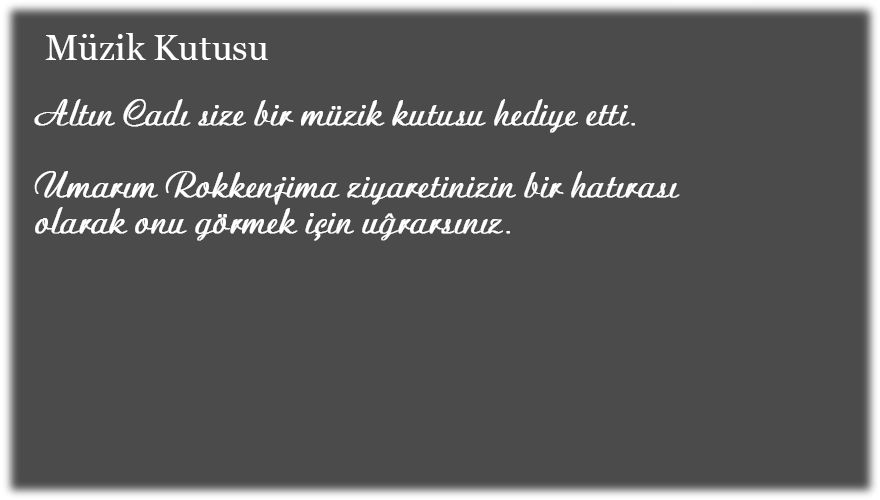 Müzik Kutusu
Altın Cadı size bir müzik kutusu hediye etti.
Umarım Rokkenjima ziyaretinizin bir hatırası
olarak onu görmek için uğrarsınız.